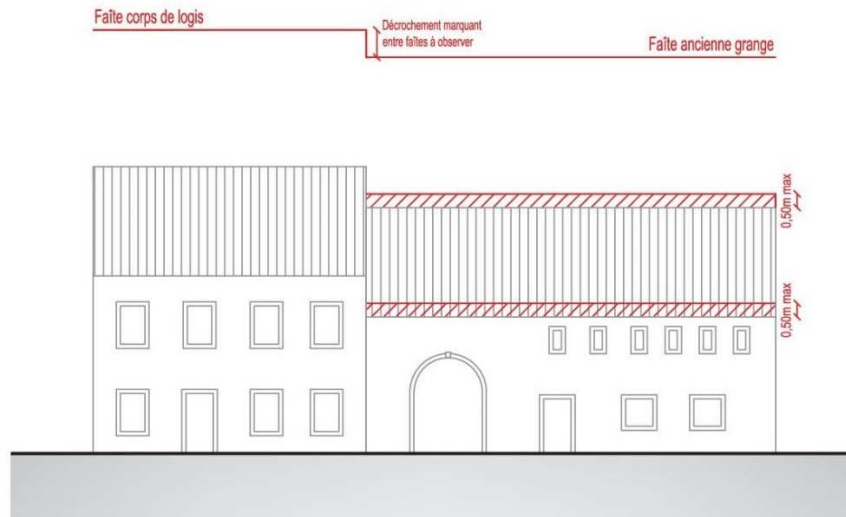 Faîte corps de logis
Décrochement marquant
entre faîtes à observer
Faîte ancienne grange
0,50m max
0,50m max